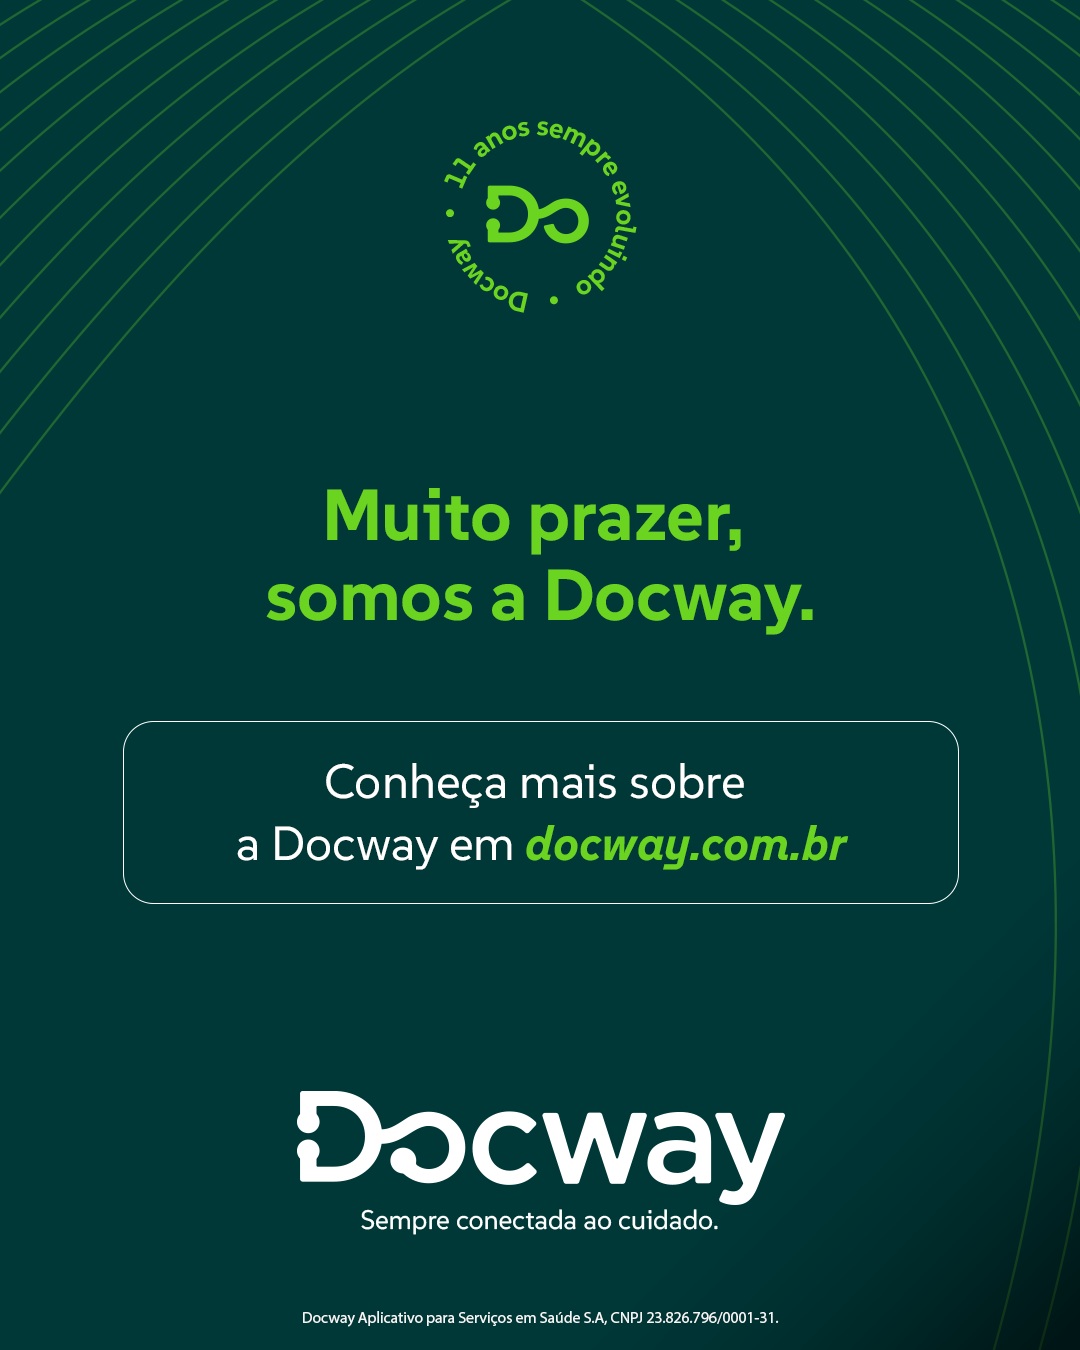 11 anos sempre evoluindo • Docway •
Do
Muito prazer,
somos a Docway.
Conheça mais sobre
a Docway em docway.com.br
Docway
Sempre conectada ao cuidado.
Docway Aplicativo para Serviços em Saúde S.A, CNPJ 23.826.796/0001-31.